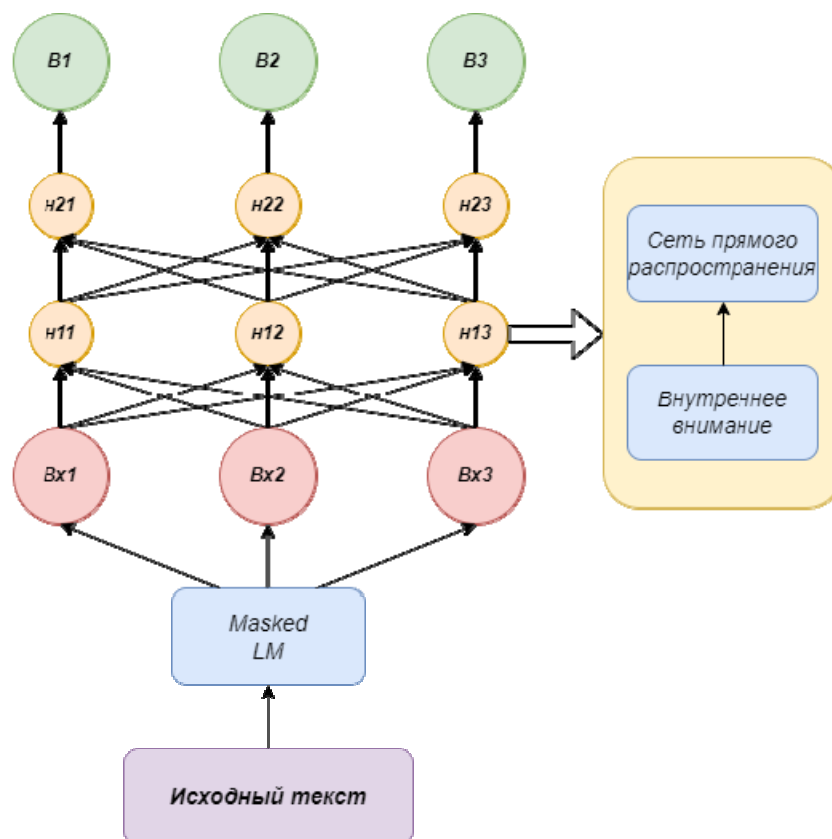 В1
В2
В3
н21
н22
н23
Сеть прямого
распространения
н11
н12
н13
Внутреннее
внимание
Вх1
Вх2
Вх3
Masked
LM
Исходный текст